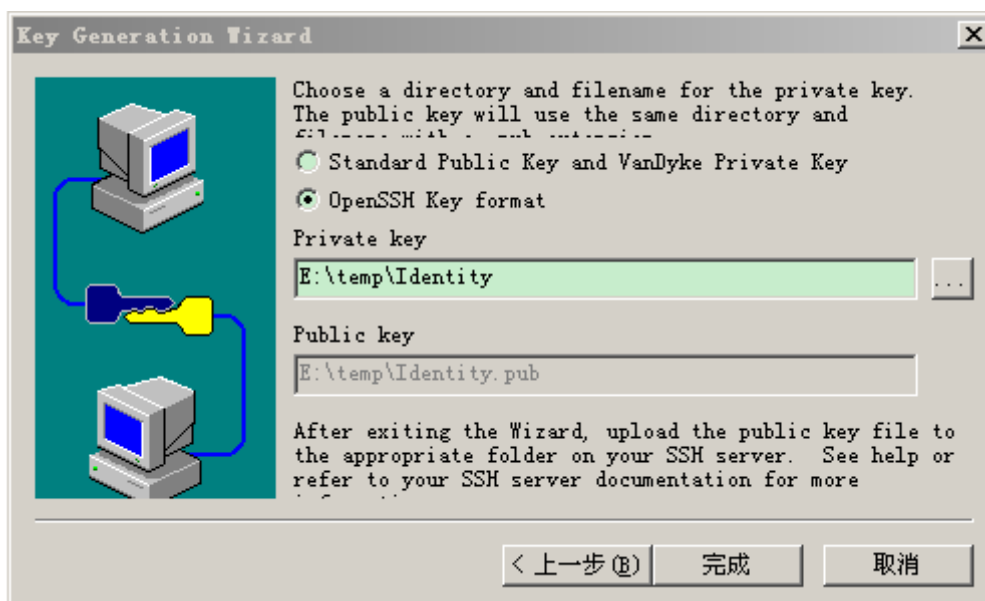 Key Generation Wizard
Choose a directory and filename for the private key.
The public key will use the same directory and
Standard Public Key and VanDyke Private Key
OpenSSH Key format
Private key
E:\temp\Identity
...
Public key
E:\temp\Identity.pub
After exiting the Wizard, upload the public key file to
the appropriate folder on your SSH server.  See help or
refer to your SSH server documentation for more
< 上一步(B)
完成
取消